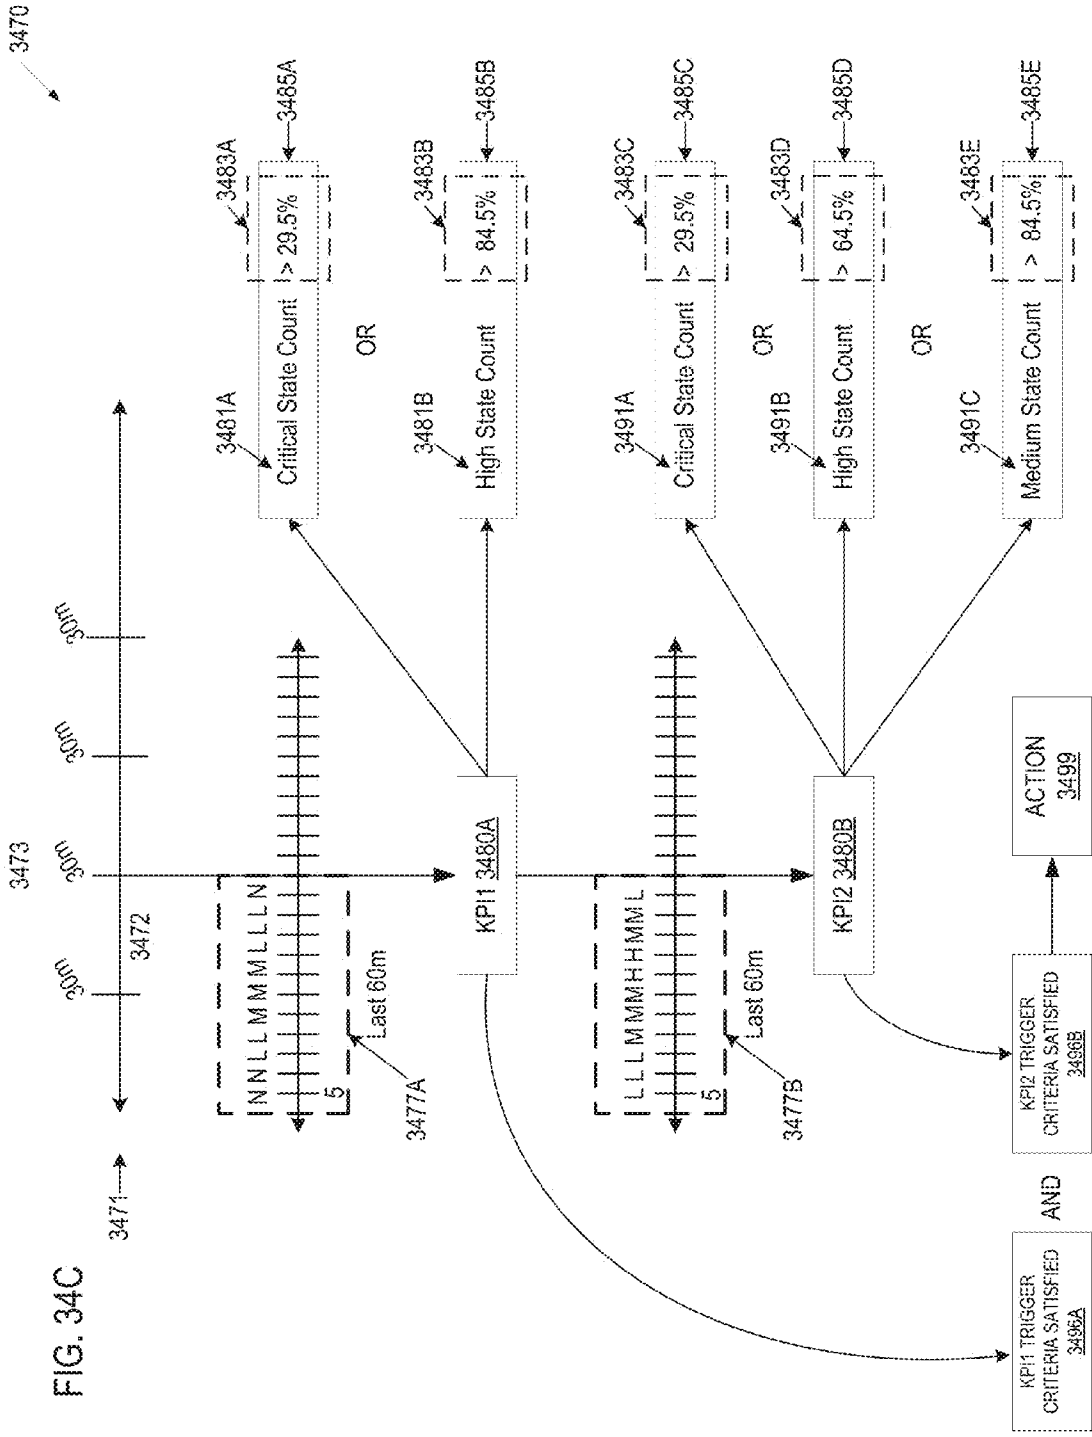 FIG. 34C
3470
3471
3472
3473
30m
30m
30m
30m
NNLLMMMLLLN
5
Last 60m
3477A
KPI1 3480A
3481A
Critical State Count
> 29.5%
3483A
3485A
OR
3481B
High State Count
> 84.5%
3483B
3485B
LLLMMMHHMML
5
Last 60m
3477B
KPI2 3480B
3491A
Critical State Count
> 29.5%
3483C
3485C
OR
3491B
High State Count
> 64.5%
3483D
3485D
OR
3491C
Medium State Count
> 84.5%
3483E
3485E
KPI1 TRIGGER
CRITERIA SATISFIED
3496A
AND
KPI2 TRIGGER
CRITERIA SATISFIED
3496B
ACTION
3499